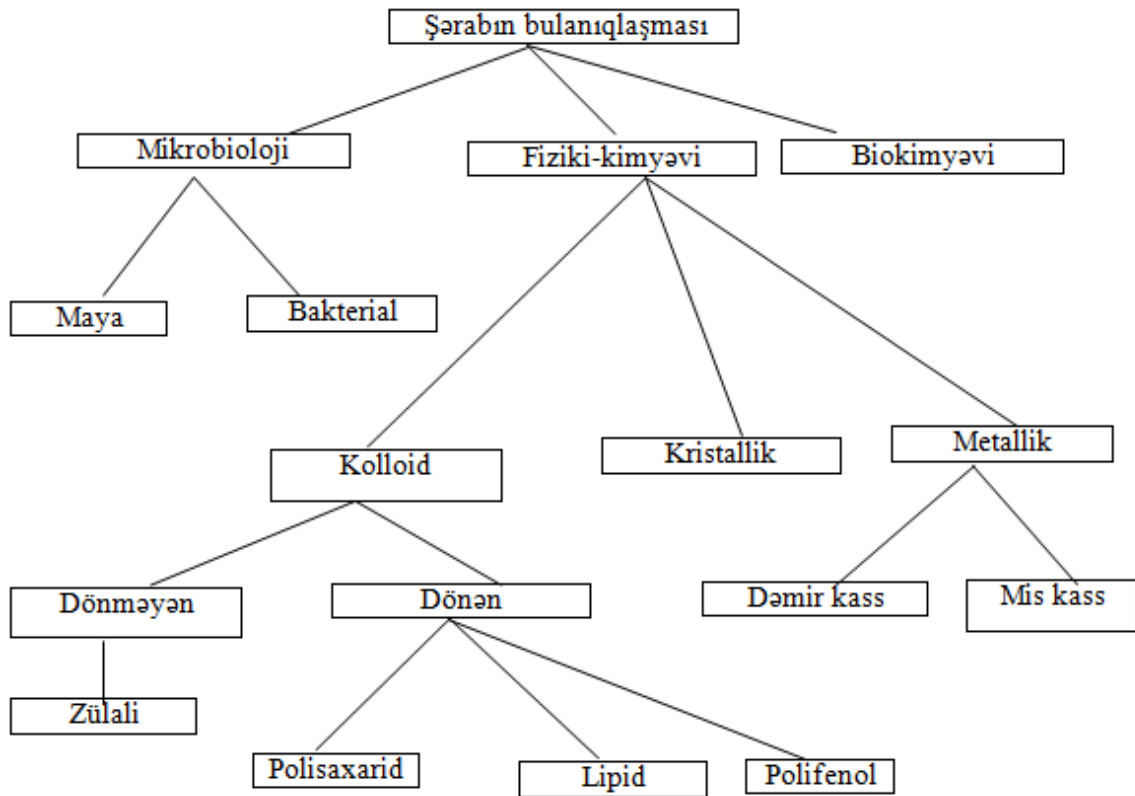 Şərabın bulanıqlaşması
Mikrobioloji
Fiziki-kimyəvi
Biokimyəvi
Maya
Bakterial
Kolloid
Kristallik
Metallik
Dönməyən
Dönən
Dəmir kass
Mis kass
Zülali
Polisaxarid
Lipid
Polifenol